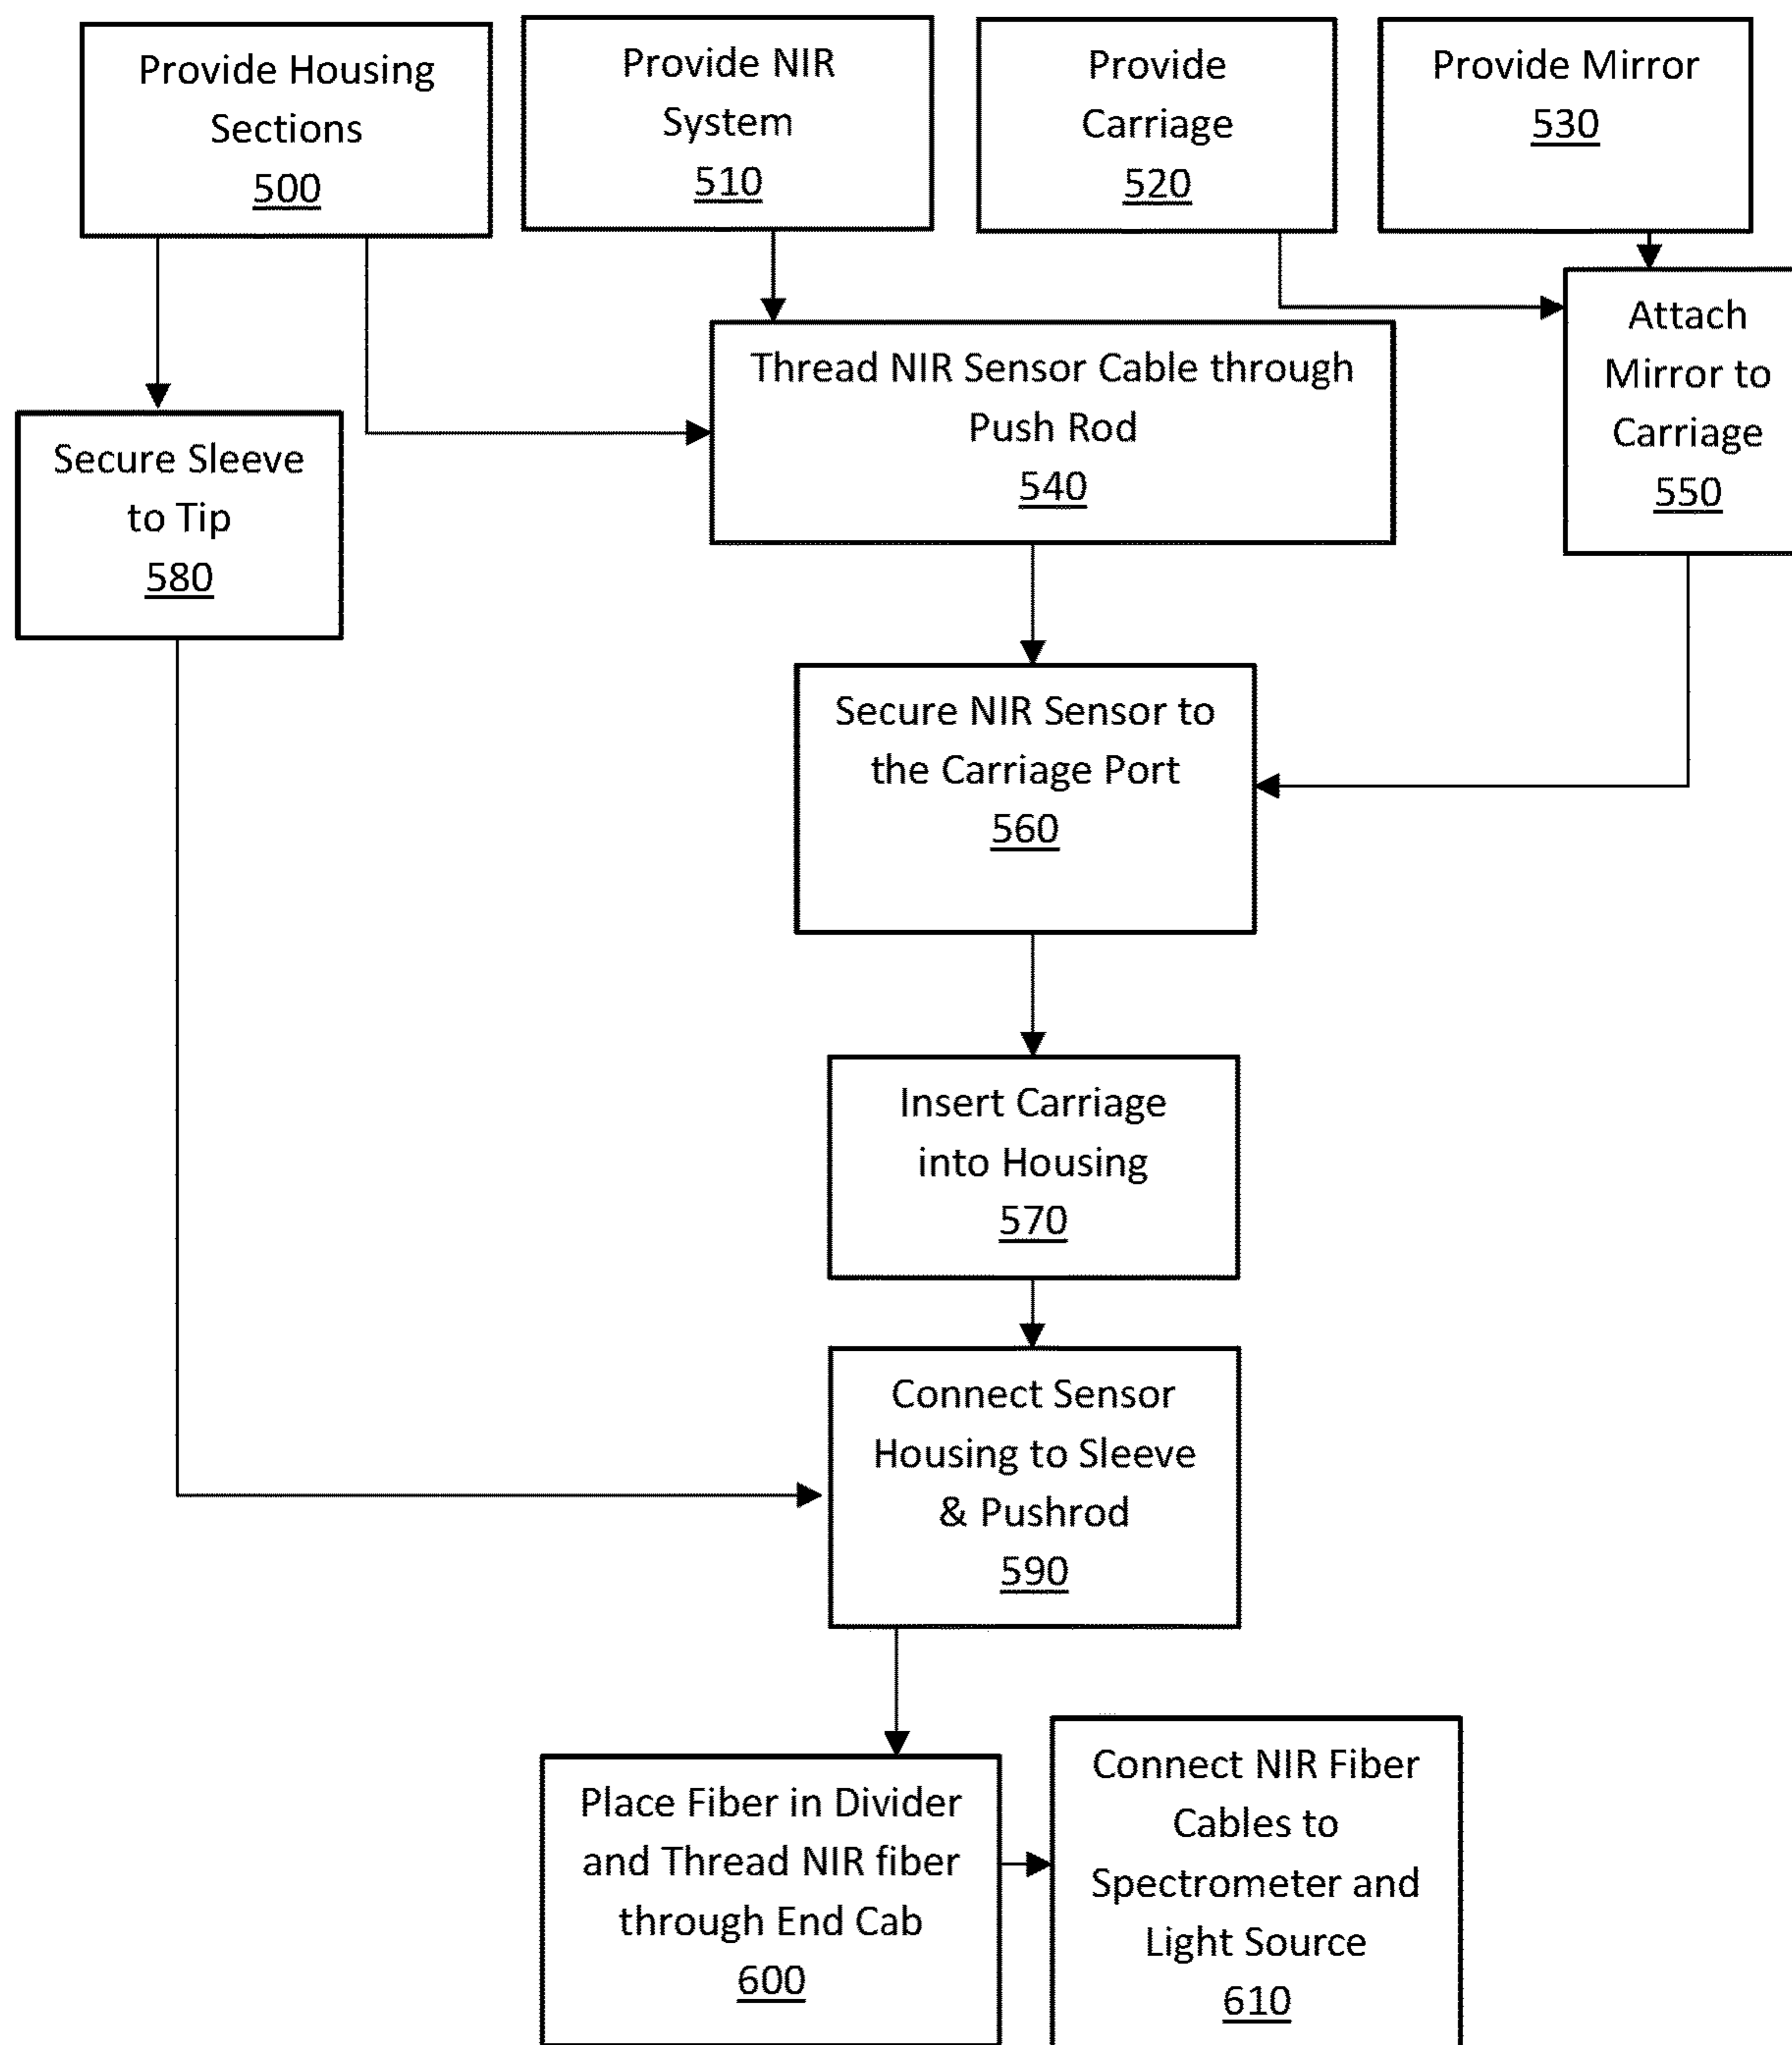 Provide Housing
Sections
500
Provide NIR
System
510
Provide
Carriage
520
Provide Mirror
530
Attach
Mirror to
Carriage
550
Thread NIR Sensor Cable through
Push Rod
540
Secure Sleeve
to Tip
580
Secure NIR Sensor to
the Carriage Port
560
Insert Carriage
into Housing
570
Connect Sensor
Housing to Sleeve
& Pushrod
590
Place Fiber in Divider
and Thread NIR fiber
through End Cab
600
Connect NIR Fiber
Cables to
Spectrometer and
Light Source
610